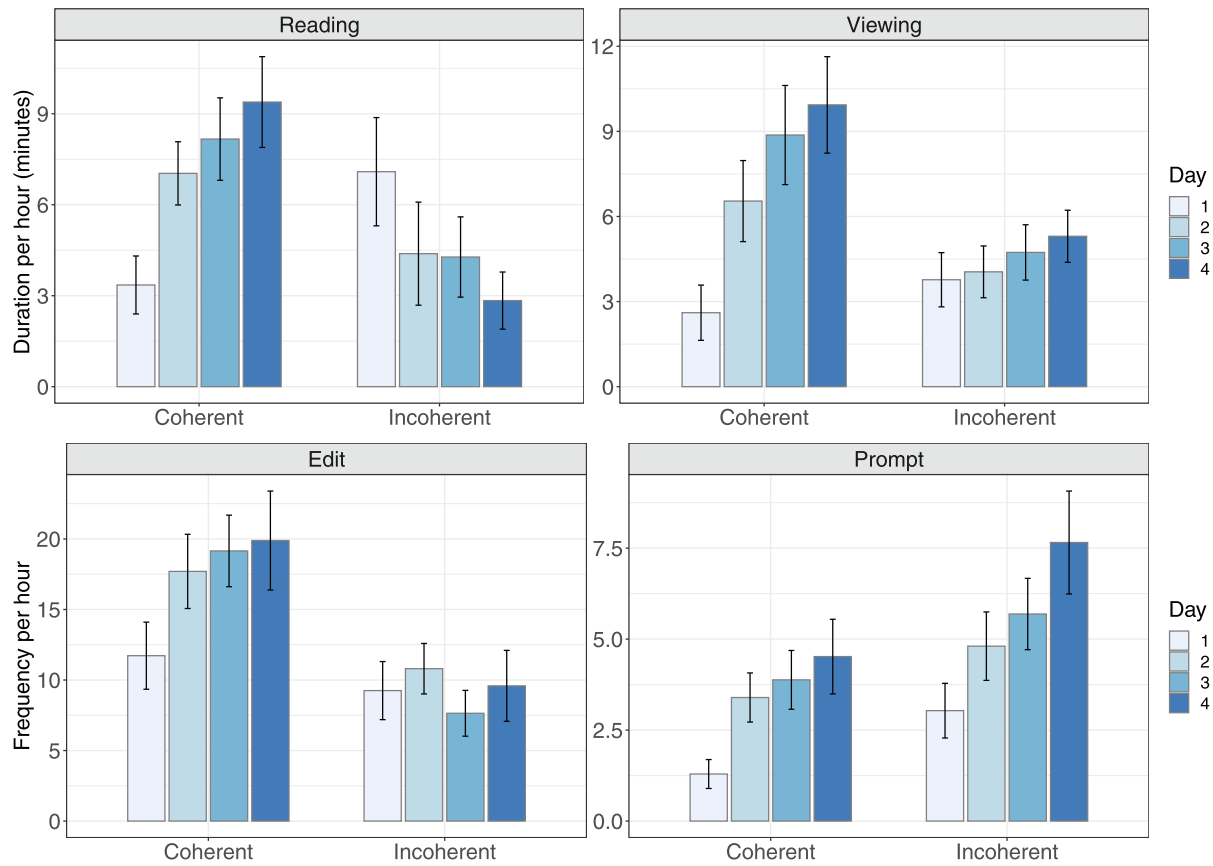 Reading
Viewing
Duration per hour (minutes)
9
6
3
0
12
9
6
3
0
Coherent
Incoherent
Coherent
Incoherent
Day
1
2
3
4
Edit
Prompt
Frequency per hour
20
15
10
5
0
7.5
5.0
2.5
0.0
Coherent
Incoherent
Coherent
Incoherent
Day
1
2
3
4